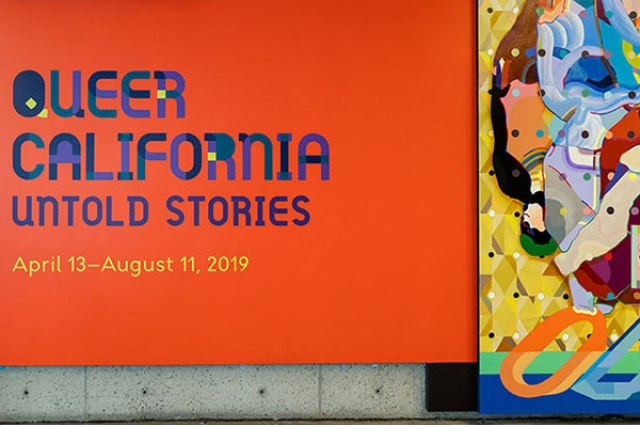 QUEER
CALIFORNIA
UNTOLD STORIES
April 13–August 11, 2019